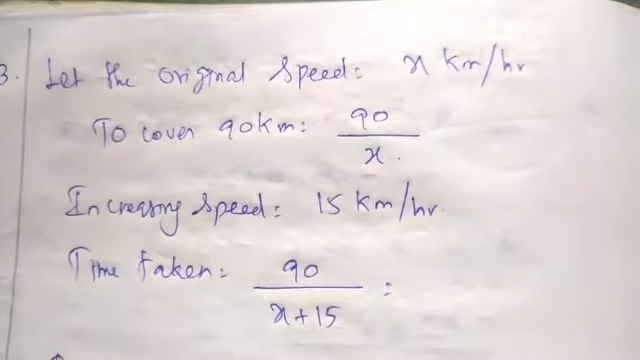 3. Let the original speed: x km/hr
To cover 90km: 90/x.
Increasing speed: 15 km/hr.
Time taken: 90/x+15 :